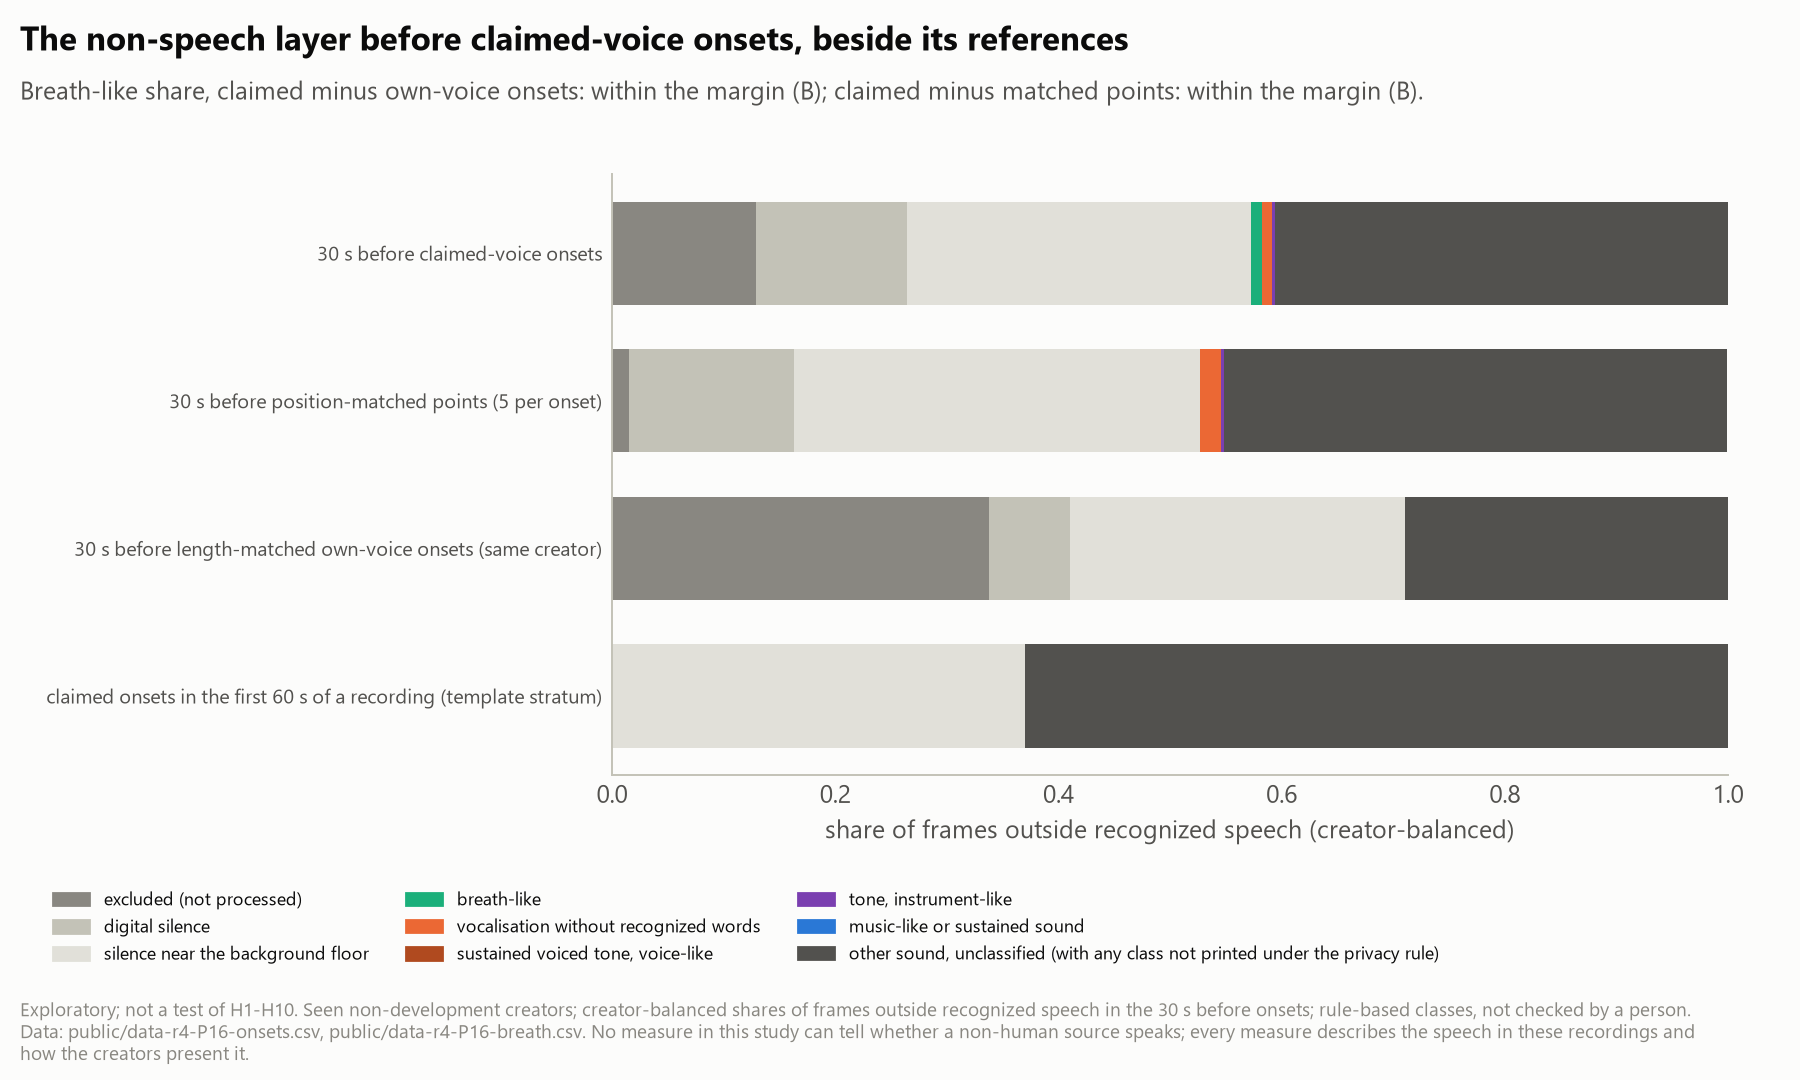 The non-speech layer before claimed-voice onsets, beside its references
Breath-like share, claimed minus own-voice onsets: within the margin (B); claimed minus matched points: within the margin (B).
30 s before claimed-voice onsets
30 s before position-matched points (5 per onset)
30 s before length-matched own-voice onsets (same creator)
claimed onsets in the first 60 s of a recording (template stratum)
0.0 0.2 0.4 0.6 0.8 1.0
share of frames outside recognized speech (creator-balanced)
excluded (not processed)
digital silence
silence near the background floor
breath-like
vocalisation without recognized words
sustained voiced tone, voice-like
tone, instrument-like
music-like or sustained sound
other sound, unclassified (with any class not printed under the privacy rule)
Exploratory; not a test of H1-H10. Seen non-development creators; creator-balanced shares of frames outside recognized speech in the 30 s before onsets; rule-based classes, not checked by a person.
Data: public/data-r4-P16-onsets.csv, public/data-r4-P16-breath.csv. No measure in this study can tell whether a non-human source speaks; every measure describes the speech in these recordings and
how the creators present it.